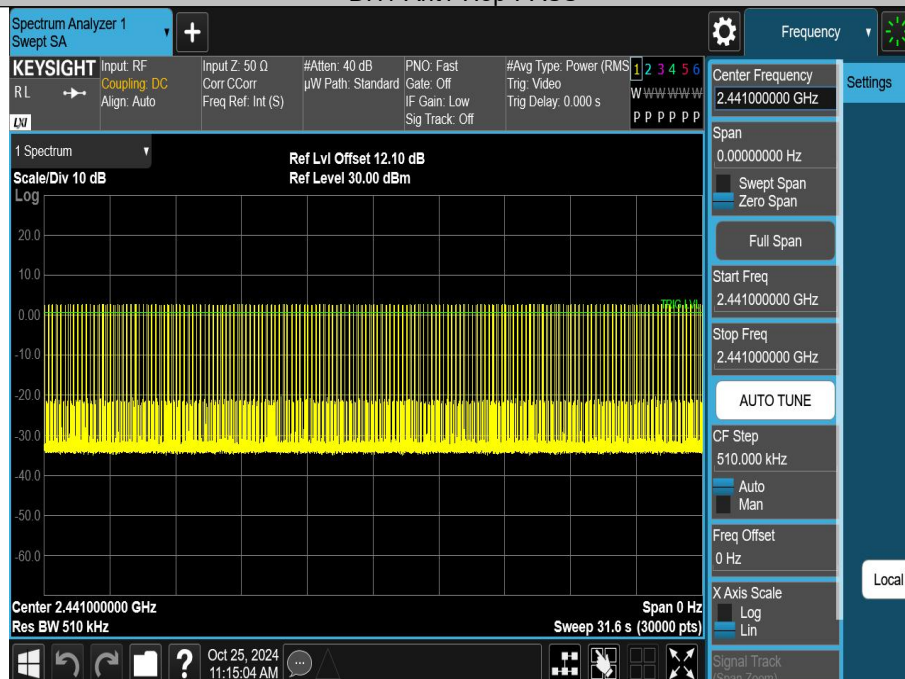 Spectrum Analyzer 1
Swept SA
Frequency
KEYSIGHT
RL
LXI
Input: RF
Coupling: DC
Align: Auto
Input Z: 50 Ω
Corr CCorr
Freq Ref: Int (S)
#Atten: 40 dB
µW Path: Standard
PNO: Fast
Gate: Off
IF Gain: Low
Sig Track: Off
#Avg Type: Power (RMS
Trig: Video
Trig Delay: 0.000 s
1 2 3 4 5 6
W W W W W W
P P P P P P
1 Spectrum
Scale/Div 10 dB
Log
Ref Lvl Offset 12.10 dB
Ref Level 30.00 dBm
20.0
10.0
0.00
-10.0
-20.0
-30.0
-40.0
-50.0
-60.0
TRIG LVL
Center 2.441000000 GHz
Res BW 510 kHz
Span 0 Hz
Sweep 31.6 s (30000 pts)
Center Frequency
2.441000000 GHz
Settings
Span
0.00000000 Hz
Swept Span
Zero Span
Full Span
Start Freq
2.441000000 GHz
Stop Freq
2.441000000 GHz
AUTO TUNE
CF Step
510.000 kHz
Auto
Man
Freq Offset
0 Hz
X Axis Scale
Log
Lin
Local
Signal Track
(Span Zoom)
?
Oct 25, 2024
11:15:04 AM